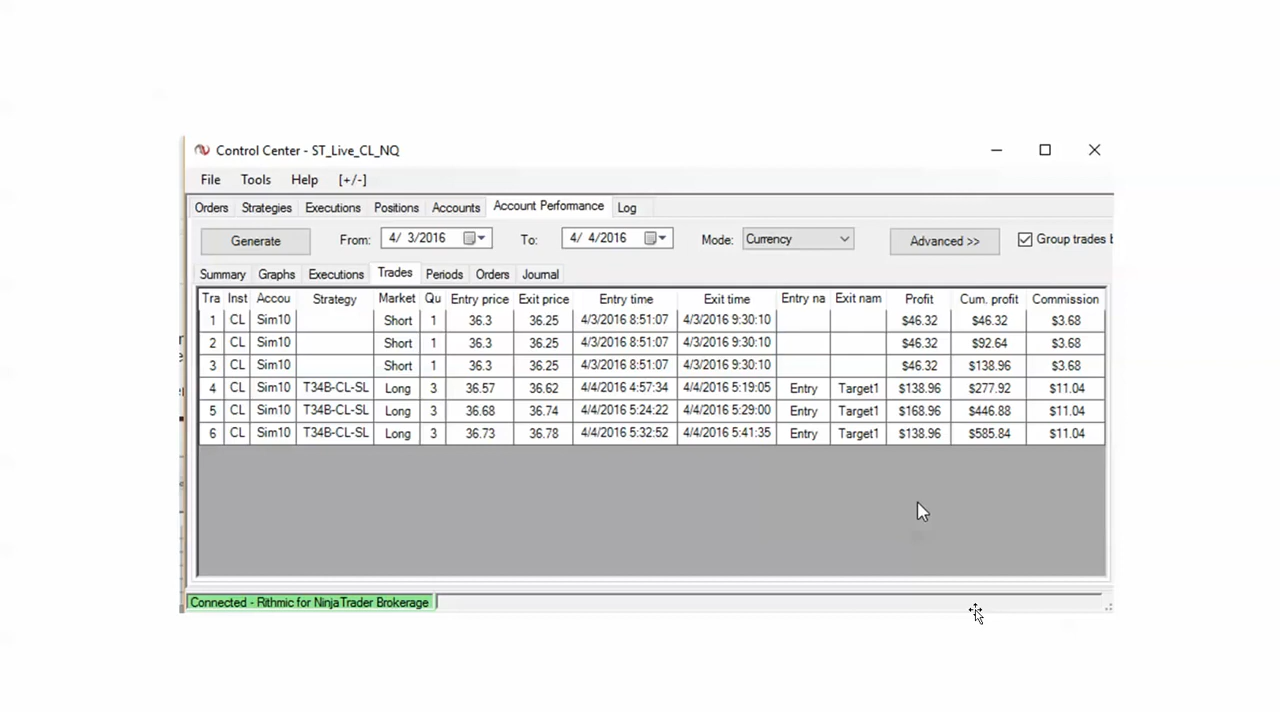 Control Center - ST_Live_CL_NQ
File Tools Help [+/-]
Orders Strategies Executions Positions Accounts Account Performance Log
Generate From: 4/ 3/2016 To: 4/ 4/2016 Mode: Currency Advanced >> Group trades b
Summary Graphs Executions Trades Periods Orders Journal
Tra Inst Accou Strategy Market Qu Entry price Exit price Entry time Exit time Entry na Exit nam Profit Cum. profit Commission
1 CL Sim10 Short 1 36.3 36.25 4/3/2016 8:51:07 4/3/2016 9:30:10 $46.32 $46.32 $3.68
2 CL Sim10 Short 1 36.3 36.25 4/3/2016 8:51:07 4/3/2016 9:30:10 $46.32 $92.64 $3.68
3 CL Sim10 Short 1 36.3 36.25 4/3/2016 8:51:07 4/3/2016 9:30:10 $46.32 $138.96 $3.68
4 CL Sim10 T34B-CL-SL Long 3 36.57 36.62 4/4/2016 4:57:34 4/4/2016 5:19:05 Entry Target1 $138.96 $277.92 $11.04
5 CL Sim10 T34B-CL-SL Long 3 36.68 36.74 4/4/2016 5:24:22 4/4/2016 5:29:00 Entry Target1 $168.96 $446.88 $11.04
6 CL Sim10 T34B-CL-SL Long 3 36.73 36.78 4/4/2016 5:32:52 4/4/2016 5:41:35 Entry Target1 $138.96 $585.84 $11.04
Connected - Rithmic for NinjaTrader Brokerage